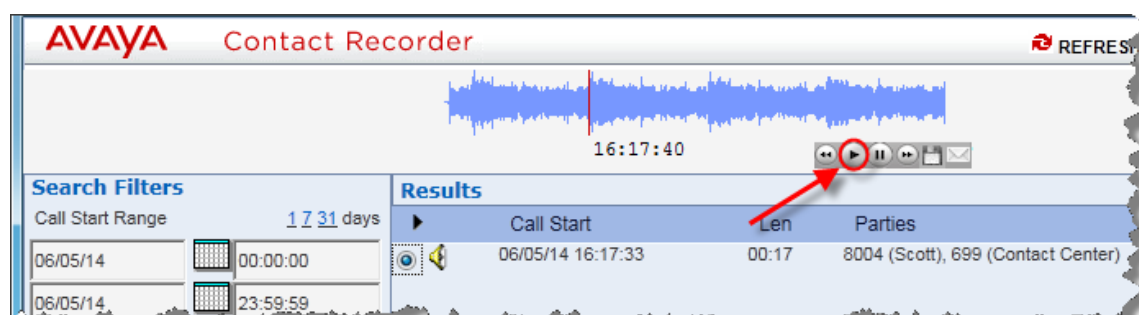 AVAYA Contact Recorder REFRESH
16:17:40
Search Filters
Results
Call Start Range 1 7 31 days
Call Start Len Parties
06/05/14 00:00:00
06/05/14 16:17:33 00:17 8004 (Scott), 699 (Contact Center)
06/05/14 23:59:59